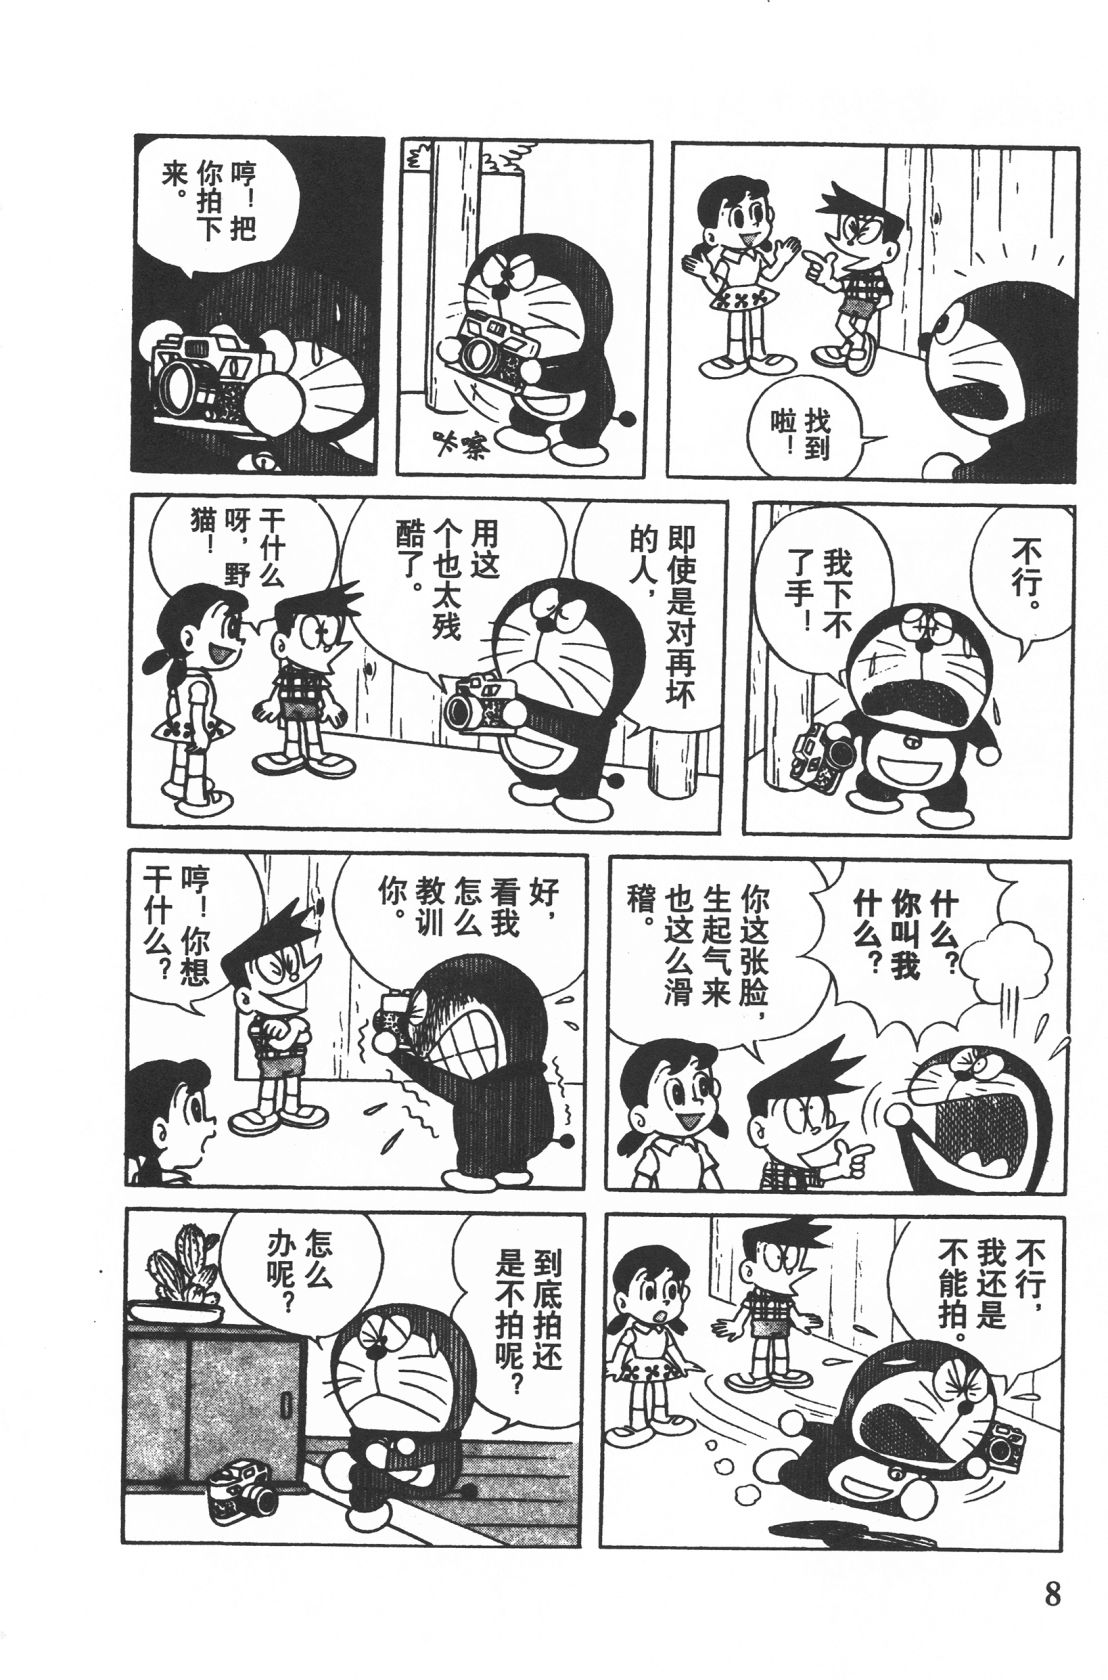 找到
啦！
咔嚓
哼！把
你拍下
来。
不行。
我下不
了手！
即使是对再坏
的人，
用这
个也太残
酷了。
干什么
呀，野
猫！
什么？
你叫我
什么？
你这张脸，
生起气来
也这么滑
稽。
好，
看我
怎么
教训
你。
哼！你想
干什么？
不行，
我还是
不能拍。
到底拍还
是不拍呢？
怎么
办呢？
8